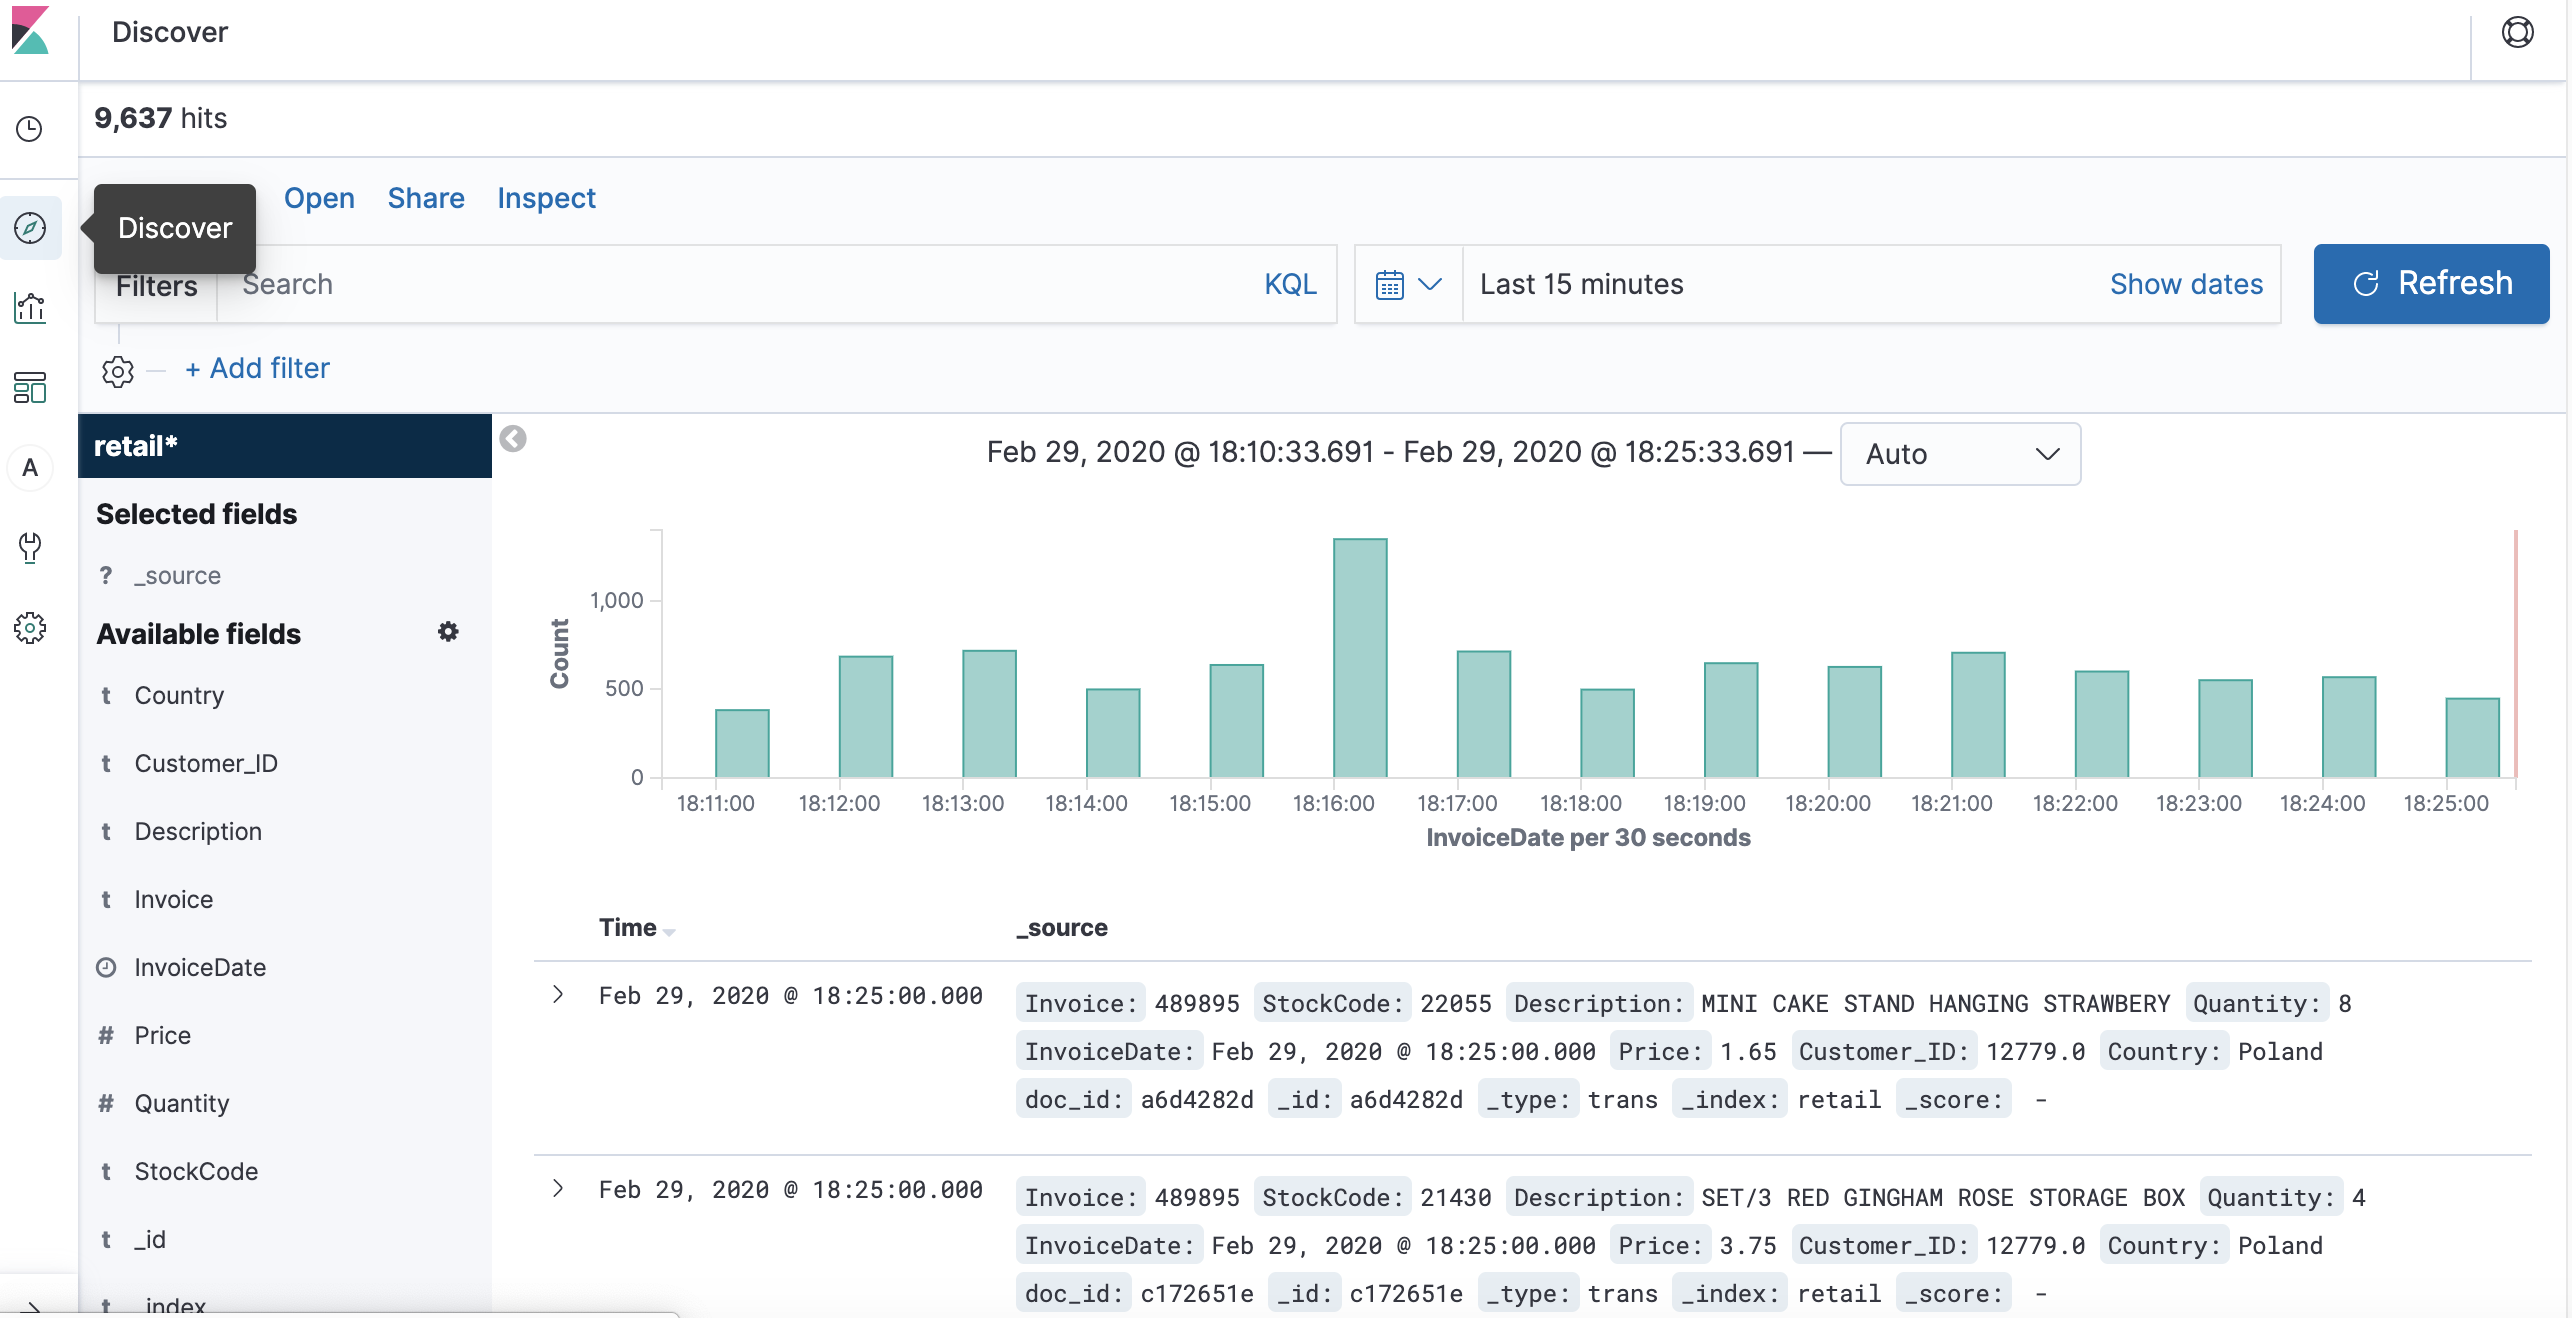 Discover
9,637 hits
Discover
Open Share Inspect
Filters Search KQL Last 15 minutes Show dates Refresh
+ Add filter
retail*
A
Selected fields
? _source
Available fields
t Country
t Customer_ID
t Description
t Invoice
InvoiceDate
# Price
# Quantity
t StockCode
t _id
t _index
Feb 29, 2020 @ 18:10:33.691 - Feb 29, 2020 @ 18:25:33.691 — Auto
Count
1,000
500
0
18:11:00 18:12:00 18:13:00 18:14:00 18:15:00 18:16:00 18:17:00 18:18:00 18:19:00 18:20:00 18:21:00 18:22:00 18:23:00 18:24:00 18:25:00
InvoiceDate per 30 seconds
Time _source
Feb 29, 2020 @ 18:25:00.000 Invoice: 489895 StockCode: 22055 Description: MINI CAKE STAND HANGING STRAWBERY Quantity: 8
InvoiceDate: Feb 29, 2020 @ 18:25:00.000 Price: 1.65 Customer_ID: 12779.0 Country: Poland
doc_id: a6d4282d _id: a6d4282d _type: trans _index: retail _score: -
Feb 29, 2020 @ 18:25:00.000 Invoice: 489895 StockCode: 21430 Description: SET/3 RED GINGHAM ROSE STORAGE BOX Quantity: 4
InvoiceDate: Feb 29, 2020 @ 18:25:00.000 Price: 3.75 Customer_ID: 12779.0 Country: Poland
doc_id: c172651e _id: c172651e _type: trans _index: retail _score: -